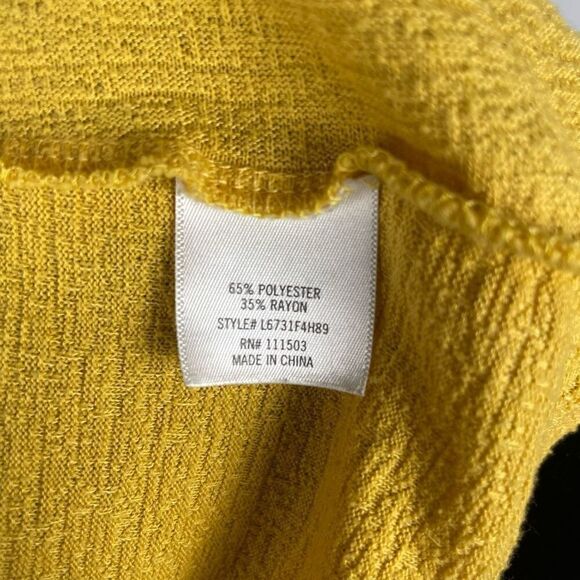 65% POLYESTER
35% RAYON
STYLE# L6731F4H89
RN# 111503
MADE IN CHINA